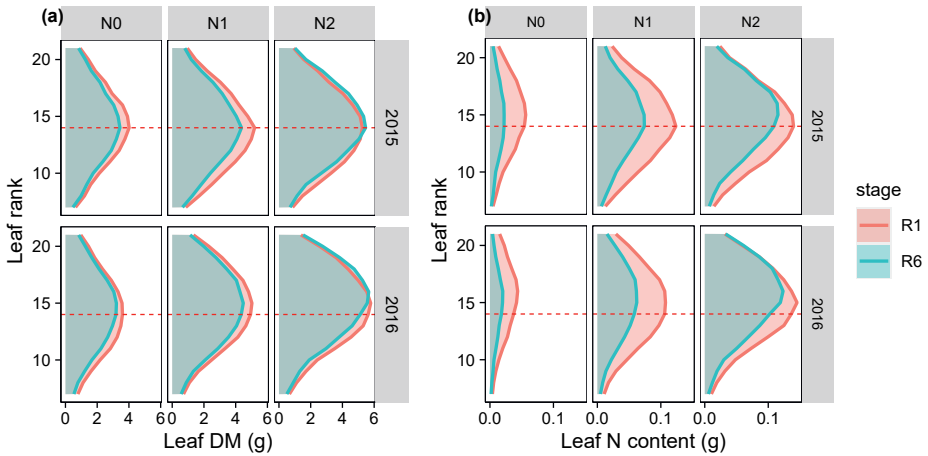 (a)
N0 N1 N2
20
15
10
2015
20
15
10
2016
0 2 4 6 0 2 4 6 0 2 4 6
Leaf DM (g)
Leaf rank
(b)
N0 N1 N2
20
15
10
2015
20
15
10
2016
0.0 0.1 0.0 0.1 0.0 0.1
Leaf N content (g)
Leaf rank
stage
R1
R6